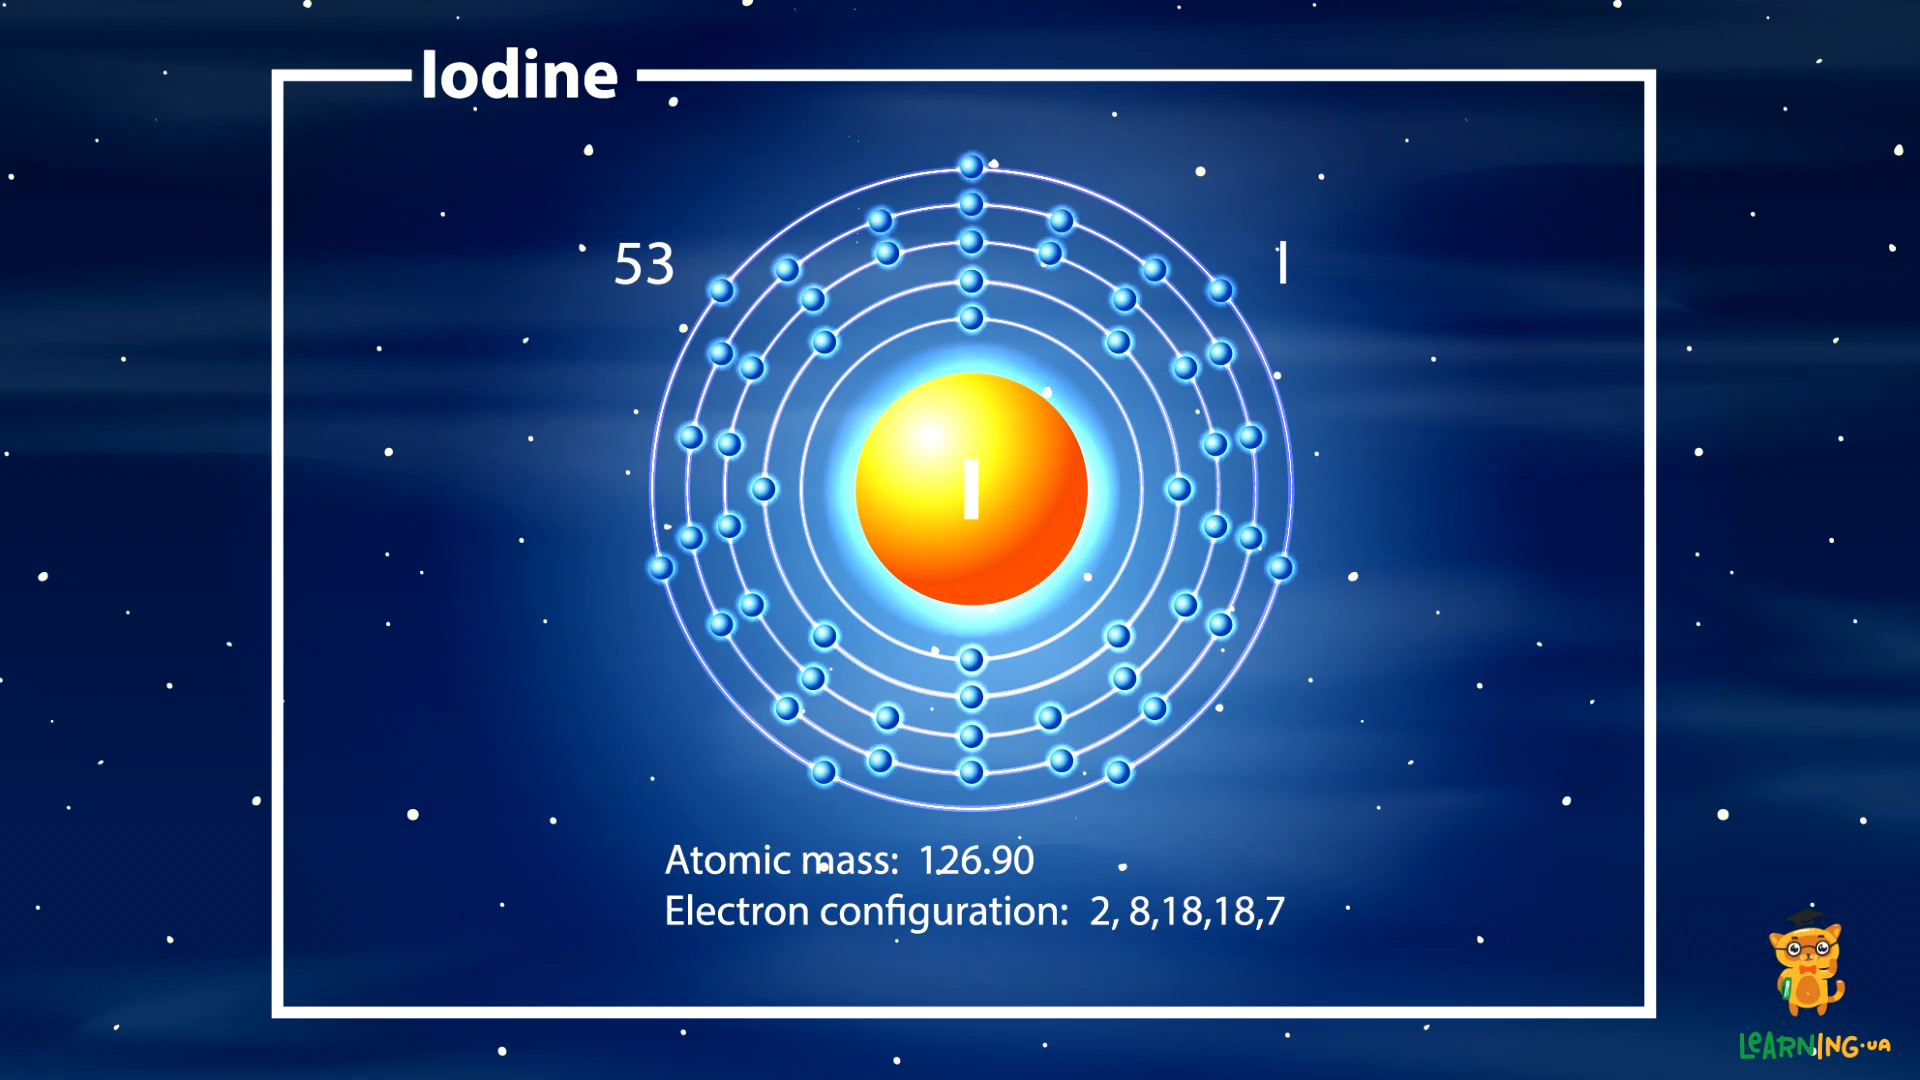 Iodine
53
I
I
Atomic mass: 126.90
Electron configuration: 2, 8,18,18,7
LeARNING.UA